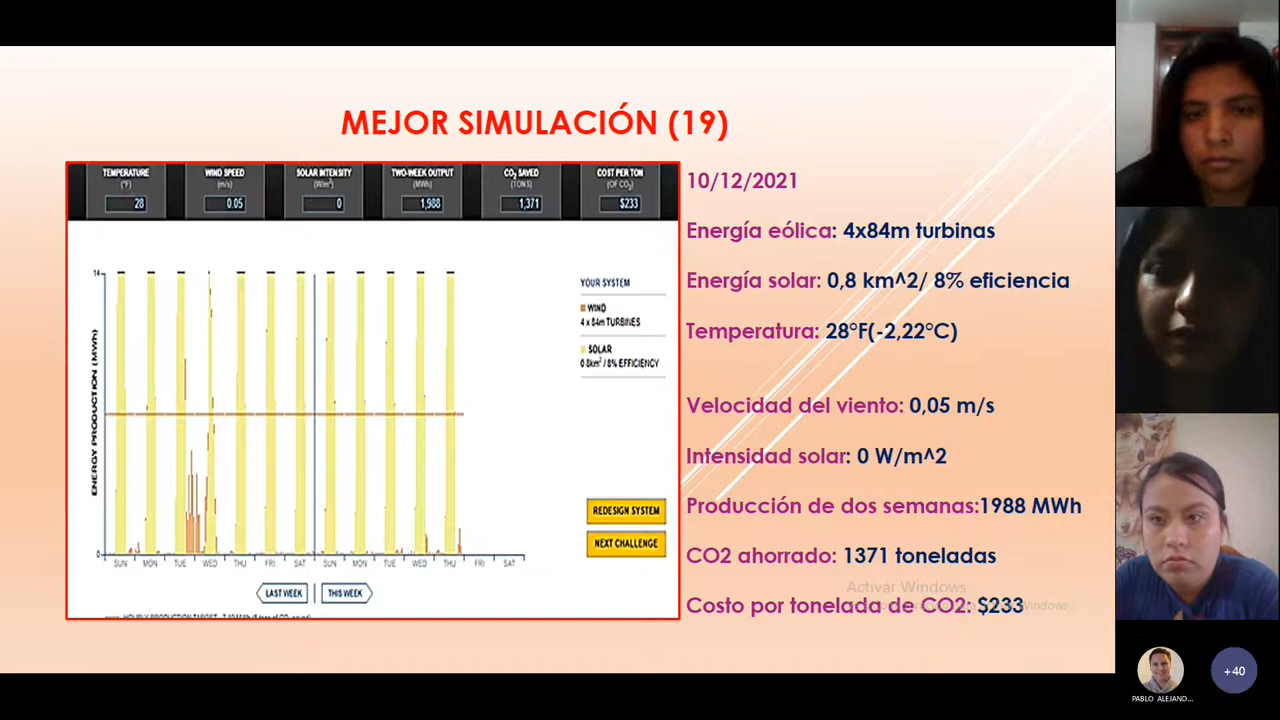 MEJOR SIMULACIÓN (19)
TEMPERATURE
(°F)
28
WIND SPEED
(m/s)
0.05
SOLAR INTENSITY
(W/m²)
0
TWO-WEEK OUTPUT
(MWh)
1,988
CO₂ SAVED
(TONS)
1,371
COST PER TON
(OF CO₂)
$233
14
ENERGY PRODUCTION (MWh)
0
SUN MON TUE WED THU FRI SAT SUN MON TUE WED THU FRI SAT
LAST WEEK
THIS WEEK
YOUR SYSTEM
WIND
4 x 84m TURBINES
SOLAR
0.8km² / 8% EFFICIENCY
REDESIGN SYSTEM
NEXT CHALLENGE
10/12/2021
Energía eólica: 4x84m turbinas
Energía solar: 0,8 km^2/ 8% eficiencia
Temperatura: 28°F(-2,22°C)
Velocidad del viento: 0,05 m/s
Intensidad solar: 0 W/m^2
Producción de dos semanas:1988 MWh
CO2 ahorrado: 1371 toneladas
Costo por tonelada de CO2: $233
Activar Windows
Windows.
PABLO ALEJAND...
+40